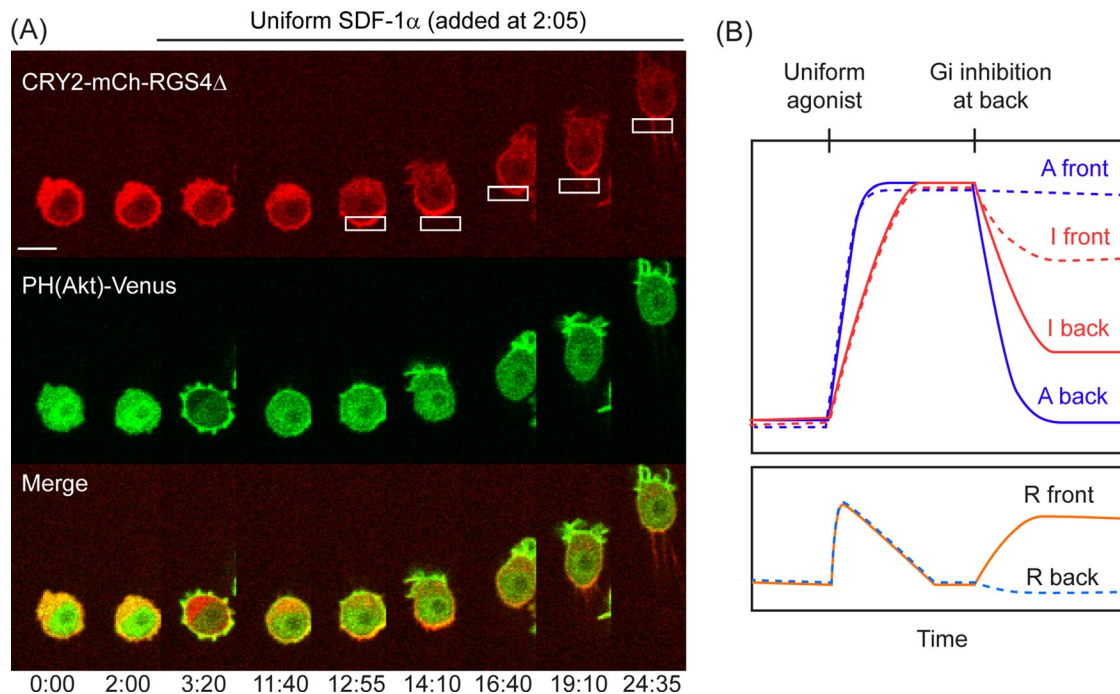 (A)
Uniform SDF-1α (added at 2:05)
CRY2-mCh-RGS4Δ
PH(Akt)-Venus
Merge
0:00 2:00 3:20 11:40 12:55 14:10 16:40 19:10 24:35
(B)
Uniform
agonist
Gi inhibition
at back
A front
I front
I back
A back
R front
R back
Time